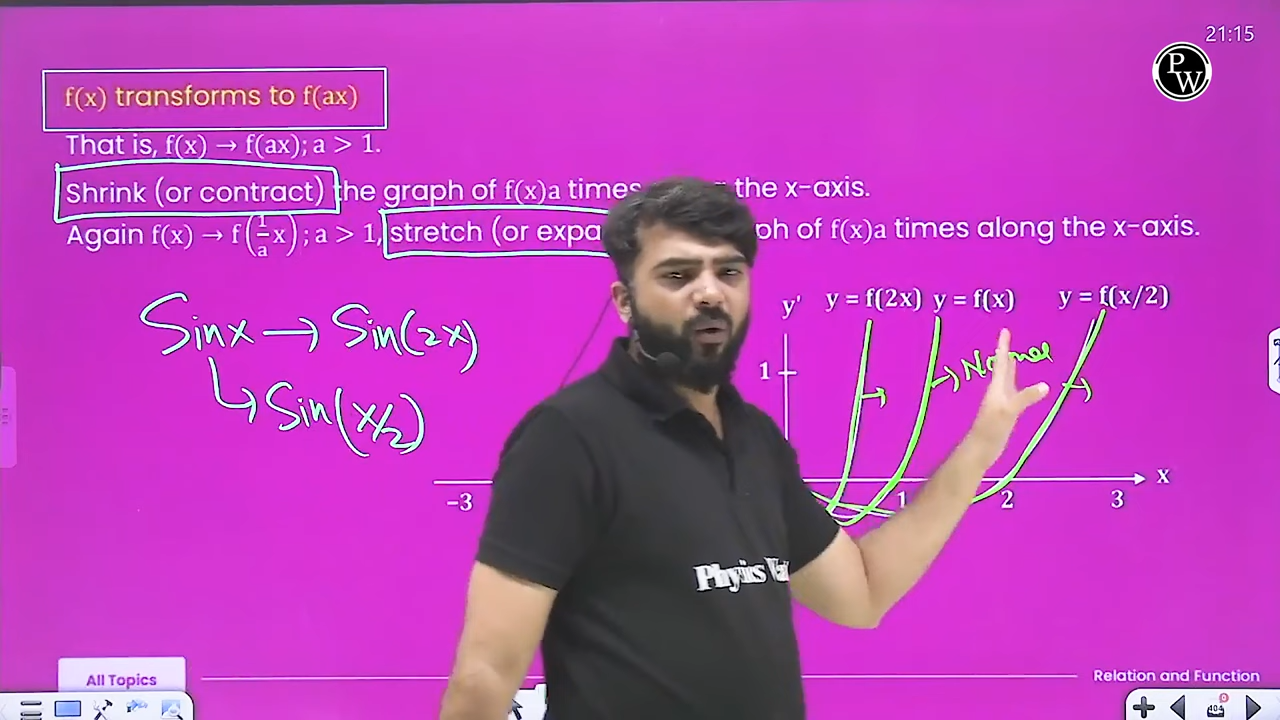 21:15
PW
f(x) transforms to f(ax)
That is, f(x) → f(ax); a > 1.
Shrink (or contract) the graph of f(x)a times the x-axis.
Again f(x) → f(1/a x); a > 1, stretch (or expa ph of f(x)a times along the x-axis.
Sinx → Sin(2x)
↳ Sin(x/2)
y' y = f(2x) y = f(x) y = f(x/2)
1
x
-3 1 2 3
Physics Wal
All Topics
Relation and Function